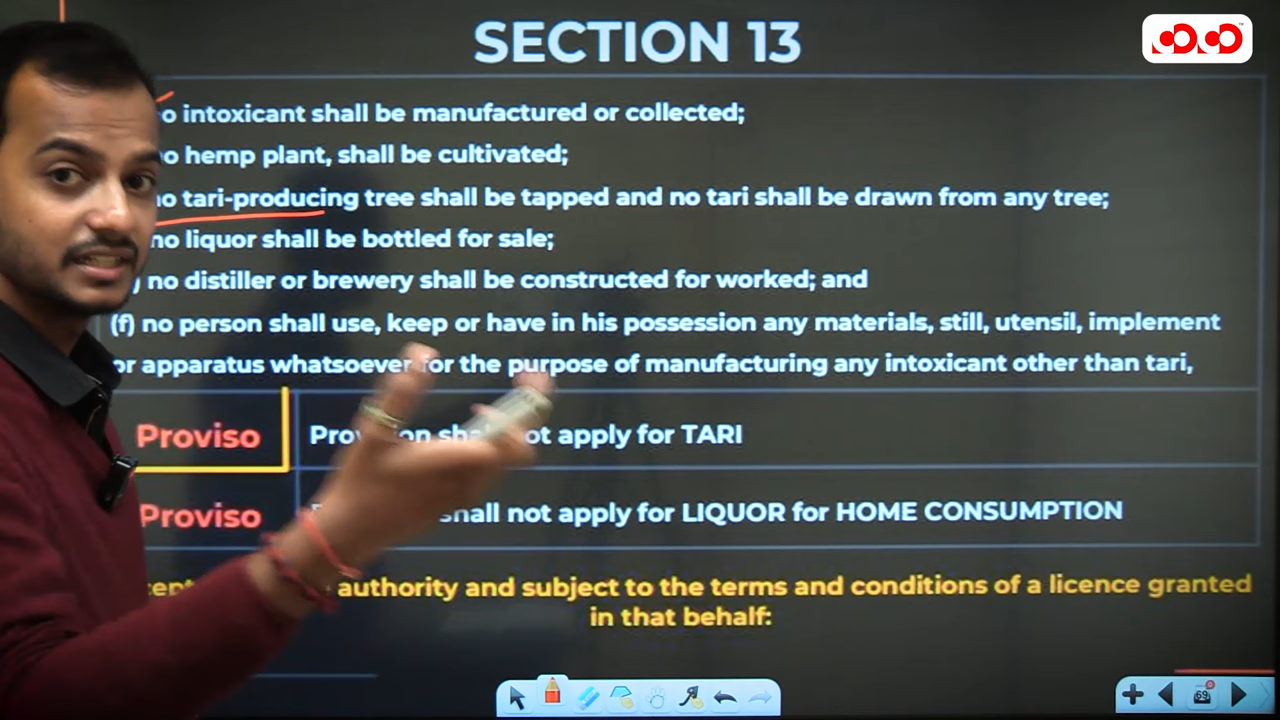 SECTION 13
intoxicant shall be manufactured or collected;
no hemp plant, shall be cultivated;
no tari-producing tree shall be tapped and no tari shall be drawn from any tree;
no liquor shall be bottled for sale;
) no distiller or brewery shall be constructed for worked; and
(f) no person shall use, keep or have in his possession any materials, still, utensil, implement
or apparatus whatsoever for the purpose of manufacturing any intoxicant other than tari,
Proviso
not apply for TARI
Proviso
shall not apply for LIQUOR for HOME CONSUMPTION
authority and subject to the terms and conditions of a licence granted
in that behalf:
69